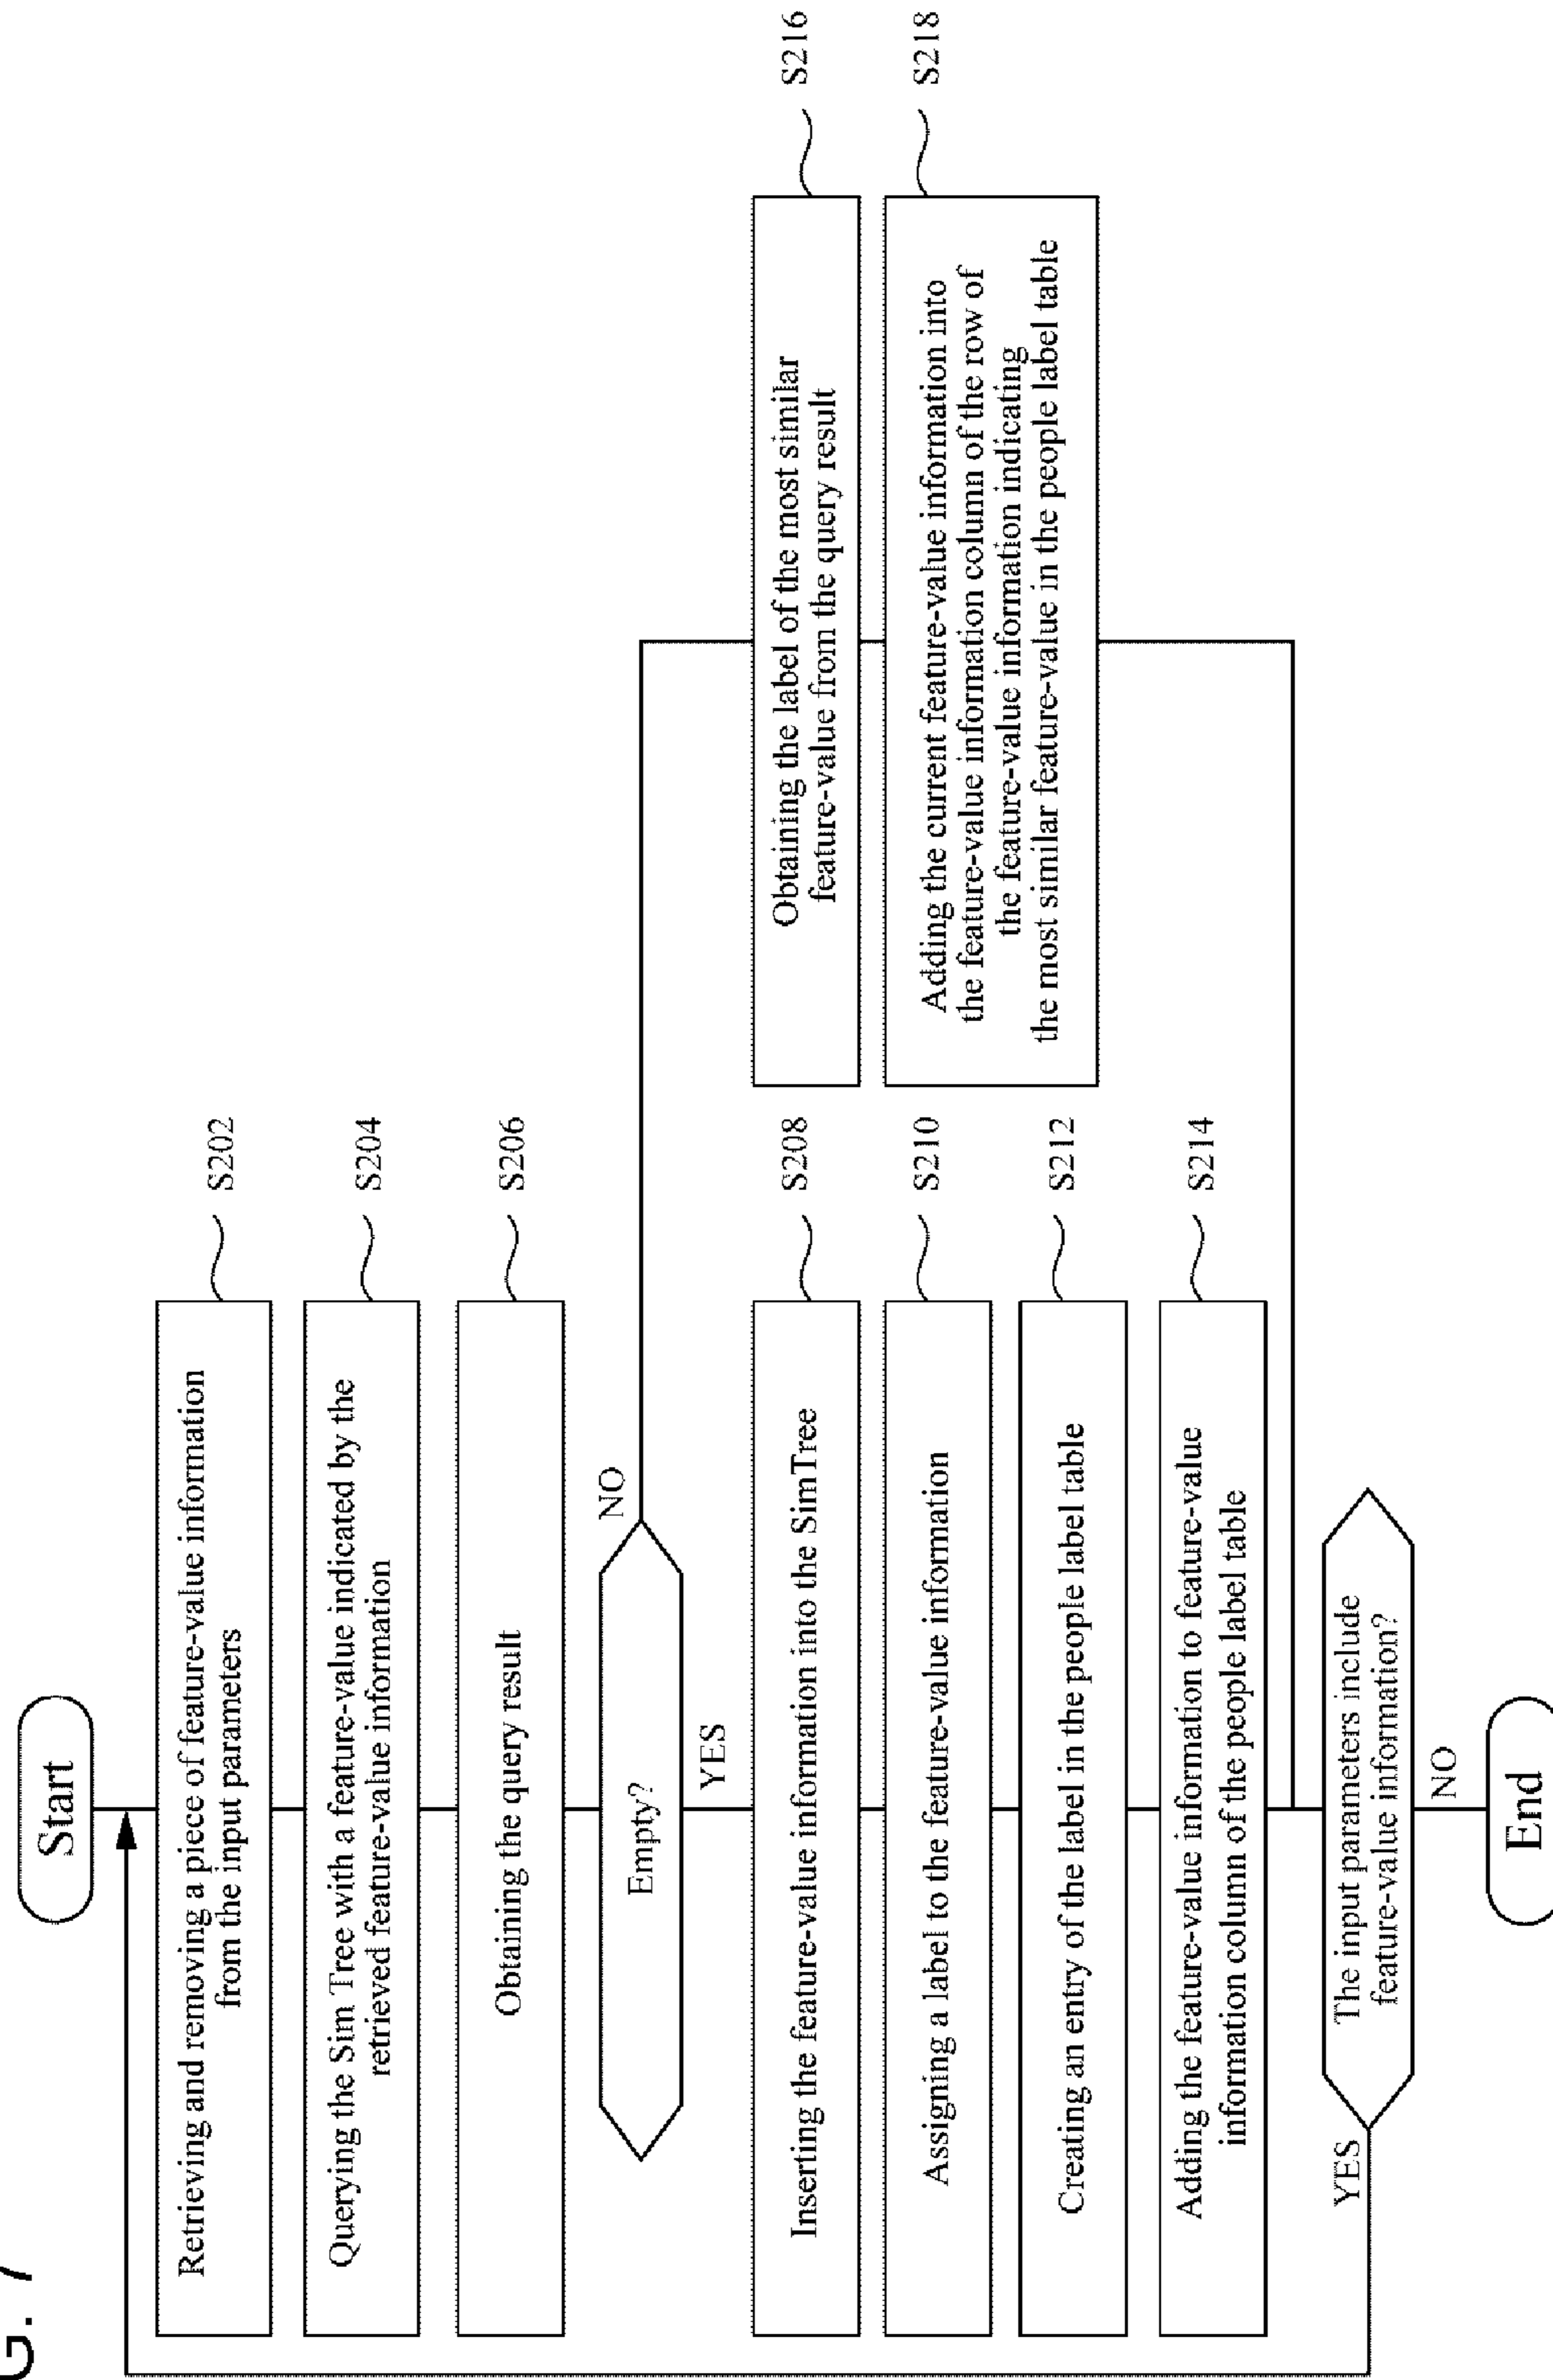 G. 7
Start
Retrieving and removing a piece of feature-value information
from the input parameters
S202
Querying the Sim Tree with a feature-value indicated by the
retrieved feature-value information
S204
Obtaining the query result
S206
Empty?
NO
YES
Inserting the feature-value information into the SimTree
S208
Assigning a label to the feature-value information
S210
Creating an entry of the label in the people label table
S212
Adding the feature-value information to feature-value
information column of the people label table
S214
Obtaining the label of the most similar
feature-value from the query result
S216
Adding the current feature-value information into
the feature-value information column of the row of
the feature-value information indicating
the most similar feature-value in the people label table
S218
The input parameters include
feature-value information?
YES
NO
End